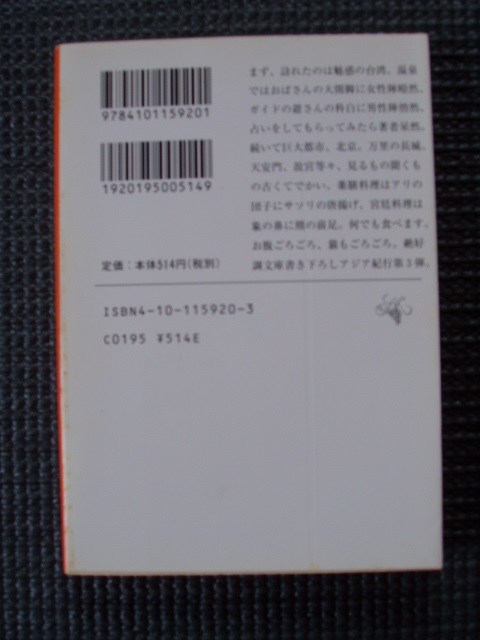 まず、訪れたのは魅惑の台湾。温泉
ではおばさんの大開脚に女性陣唖然。
ガイドの遊さんの科白に男性陣憤然。
占いをしてもらってみたら著者呆然。
続いて巨大都市、北京。万里の長城、
天安門、故宮等々、見るもの聞くも
の古くてでかい。薬膳料理はアリの
団子にサソリの唐揚げ、宮廷料理は
象の鼻に熊の前足。何でも食べます。
お腹ごろごろ、猫もごろごろ。絶好
調文庫書き下ろしアジア紀行第3弾。
9784101159201
1920195005149
定価：本体514円(税別)
ISBN4-10-115920-3
C0195 ¥514E